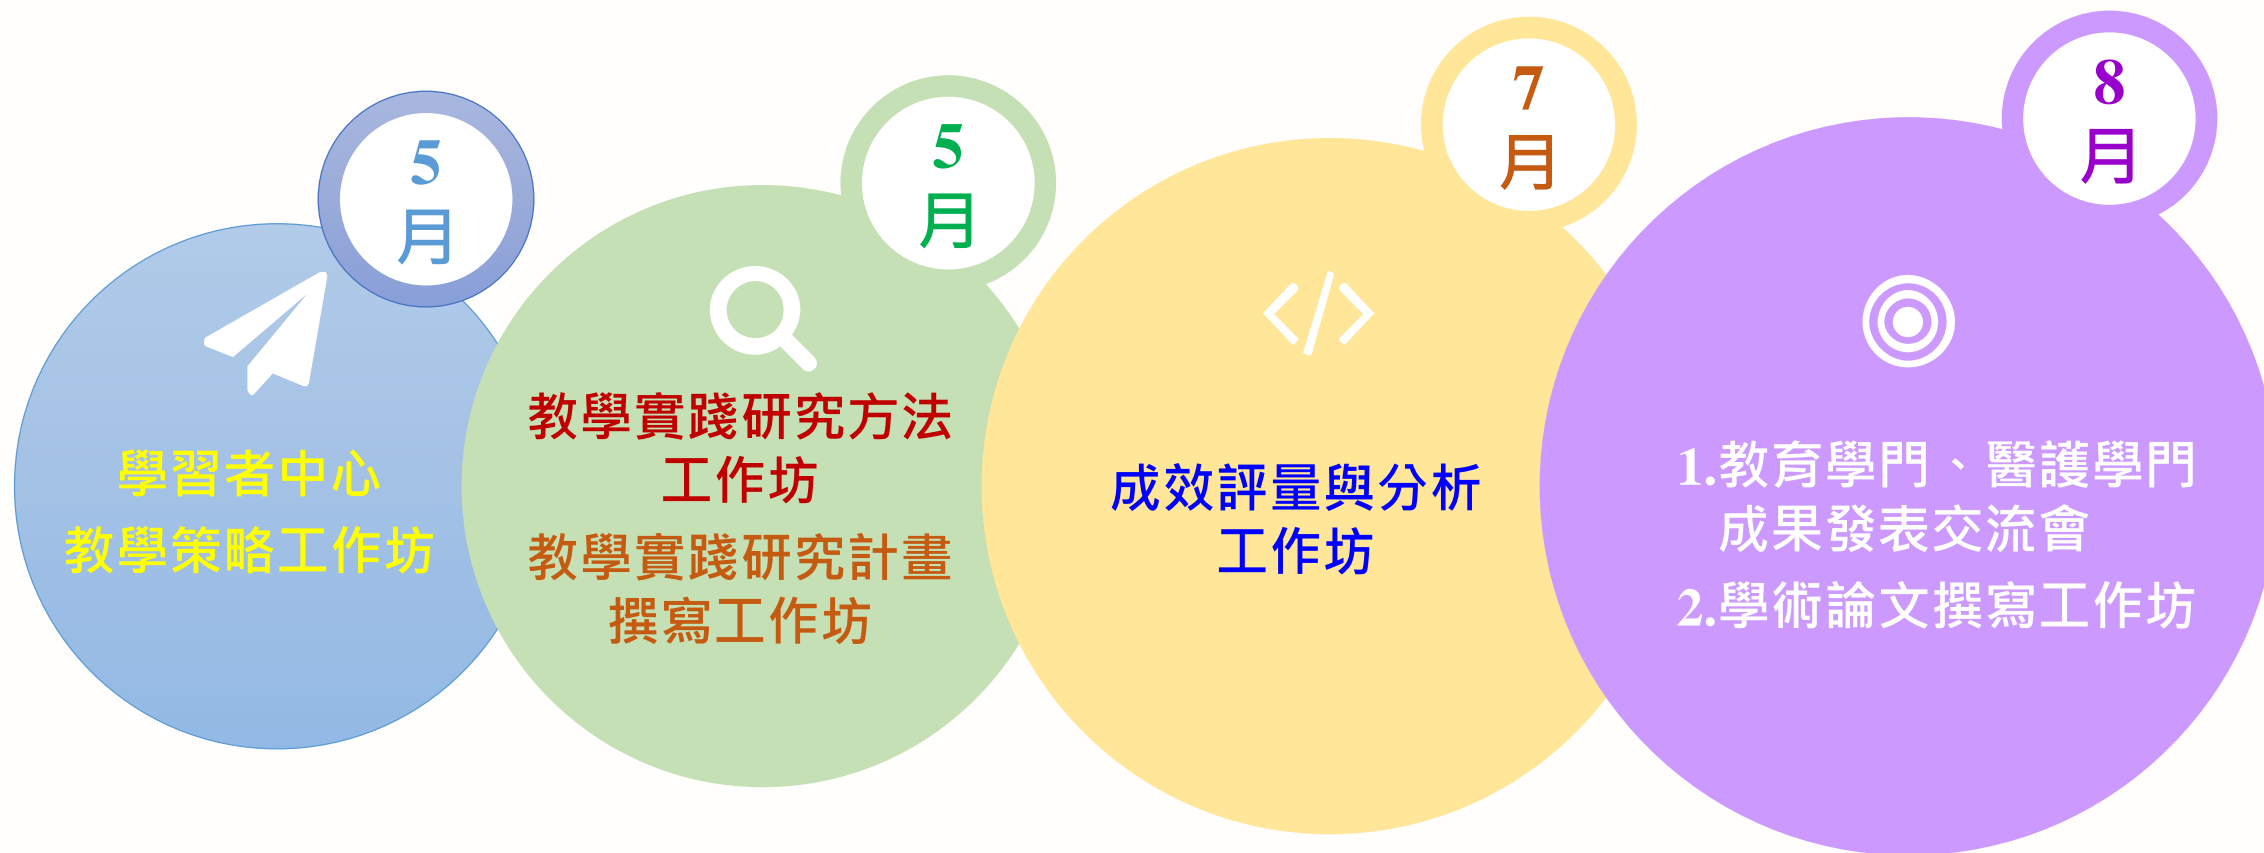 5
月
學習者中心
教學策略工作坊
5
月
教學實踐研究方法
工作坊
教學實踐研究計畫
撰寫工作坊
7
月
成效評量與分析
工作坊
8
月
1.教育學門、醫護學門
成果發表交流會
2.學術論文撰寫工作坊